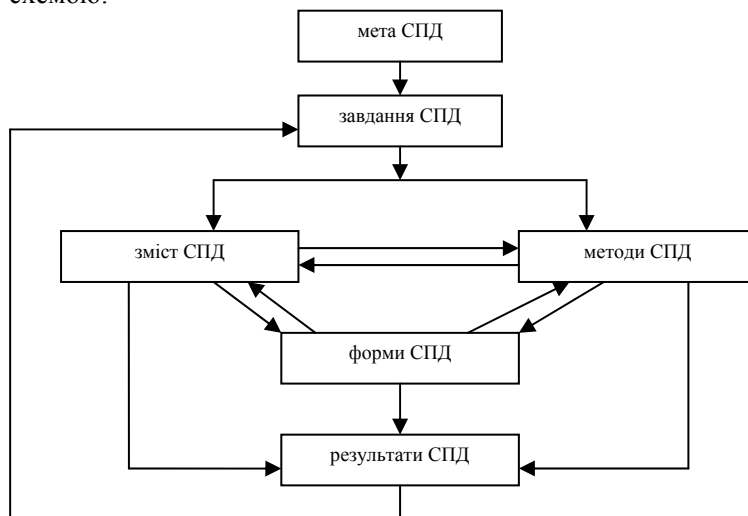 схемою:
мета СПД
завдання СПД
зміст СПД
методи СПД
форми СПД
результати СПД